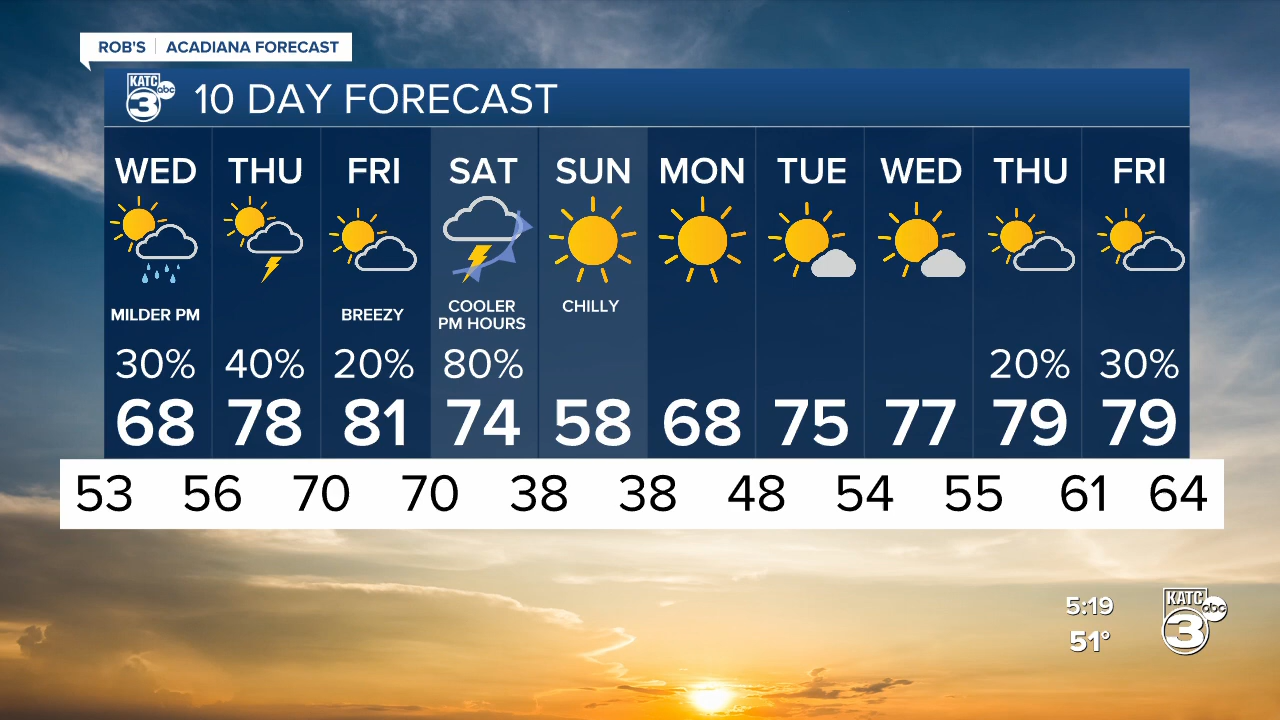 ROB'S | ACADIANA FORECAST
KATC 3 abc
10 DAY FORECAST
WED THU FRI SAT SUN MON TUE WED THU FRI
MILDER PM BREEZY COOLER PM HOURS CHILLY
30% 40% 20% 80% 20% 30%
68 78 81 74 58 68 75 77 79 79
53 56 70 70 38 38 48 54 55 61 64
5:19
51°
KATC 3 abc